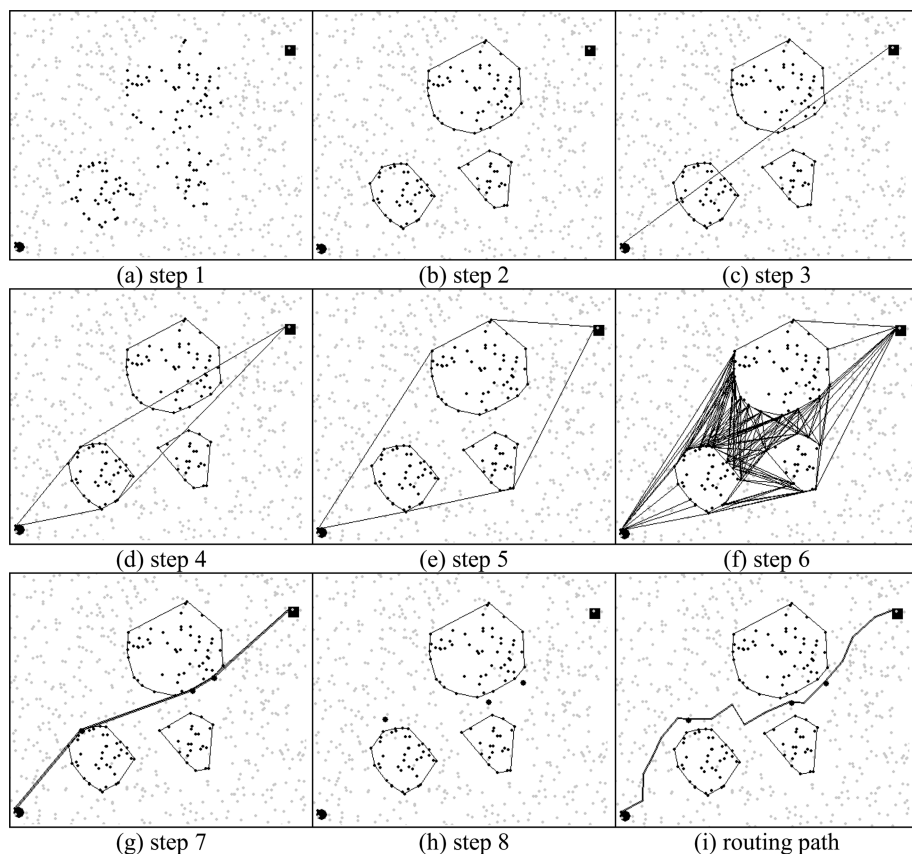 (a) step 1
(b) step 2
(c) step 3
(d) step 4
(e) step 5
(f) step 6
(g) step 7
(h) step 8
(i) routing path